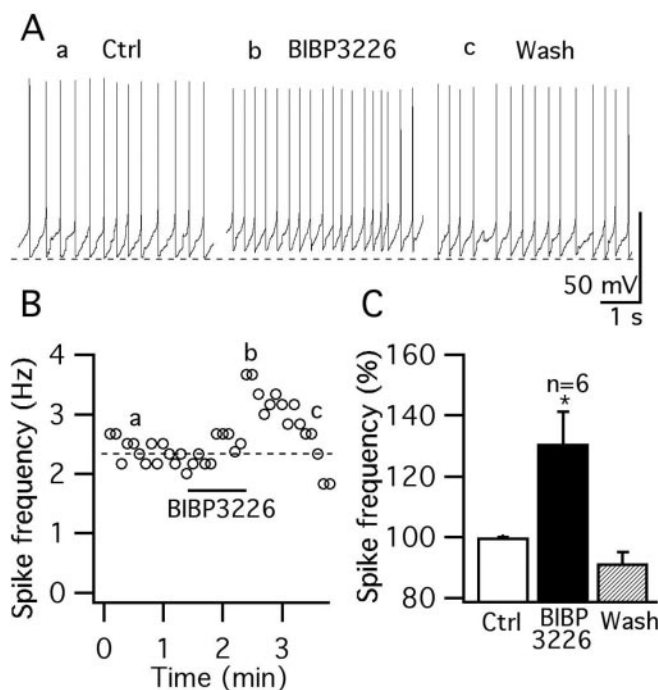 A
a Ctrl b BIBP3226 c Wash
50 mV
1 s
B
Spike frequency (Hz)
4
3
2
1
0
a
b
c
BIBP3226
0 1 2 3
Time (min)
C
Spike frequency (%)
160
140
120
100
80
n=6
*
Ctrl BIBP 3226 Wash